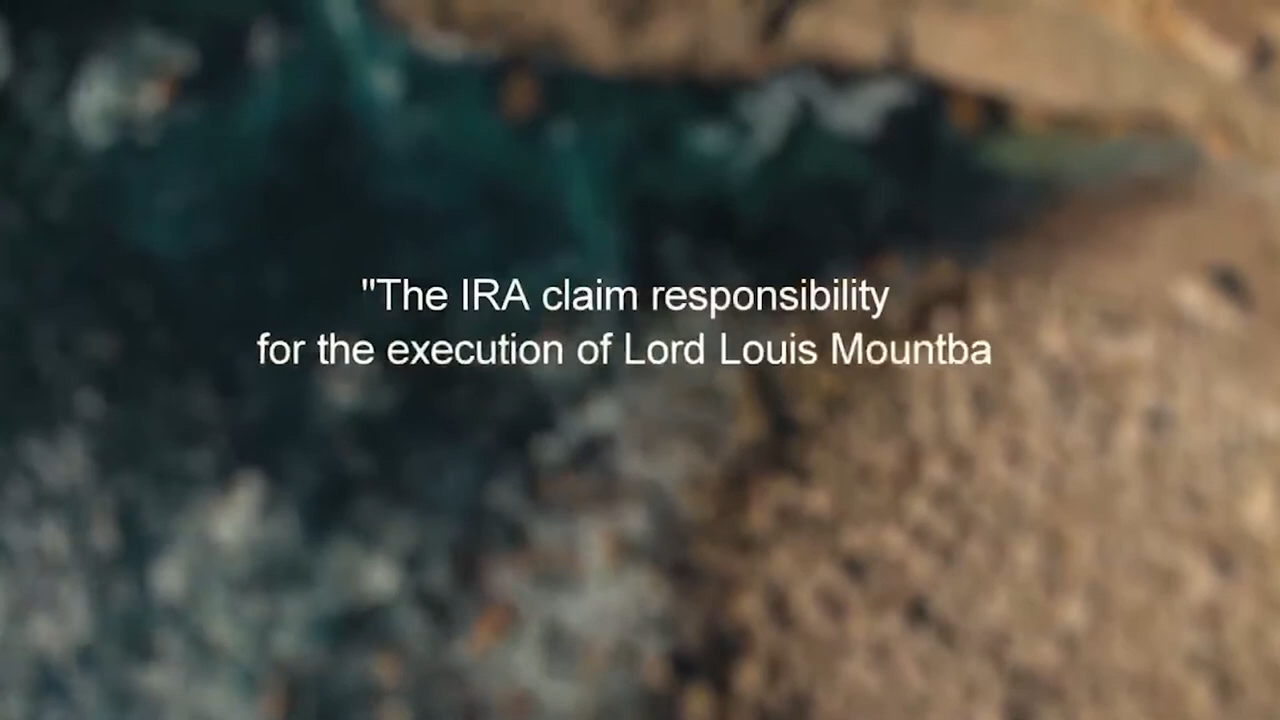 "The IRA claim responsibility
for the execution of Lord Louis Mountba